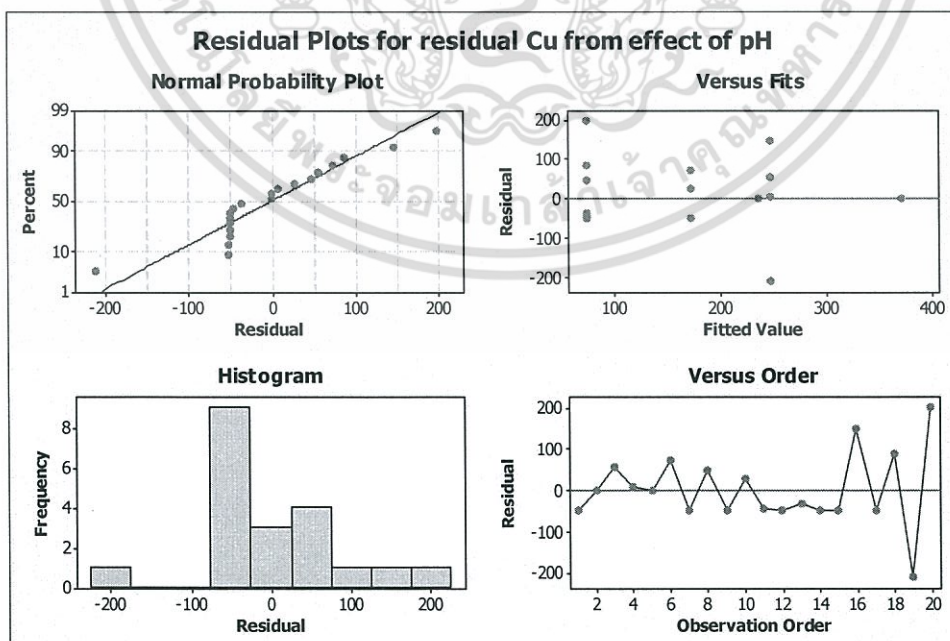 Residual Plots for residual Cu from effect of pH
Normal Probability Plot
99
90
50
10
1
Percent
-200 -100 0 100 200
Residual
Versus Fits
200
100
0
-100
-200
Residual
100 200 300 400
Fitted Value
Histogram
8
6
4
2
0
Frequency
-200 -100 0 100 200
Residual
Versus Order
200
100
0
-100
-200
Residual
2 4 6 8 10 12 14 16 18 20
Observation Order